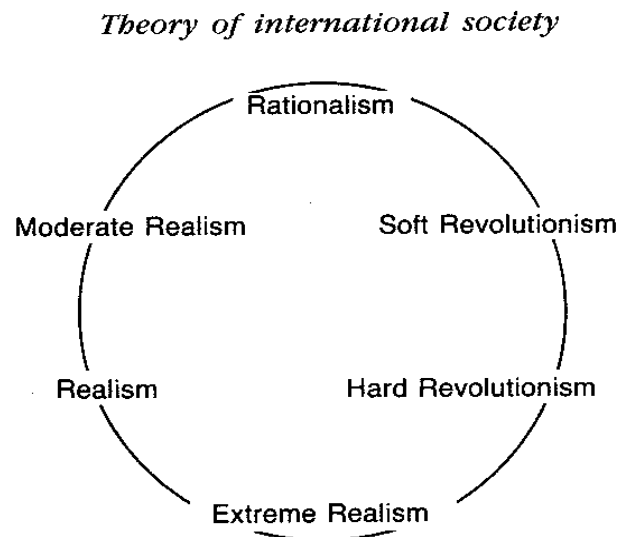 Theory of international society
Rationalism
Moderate Realism
Soft Revolutionism
Realism
Hard Revolutionism
Extreme Realism